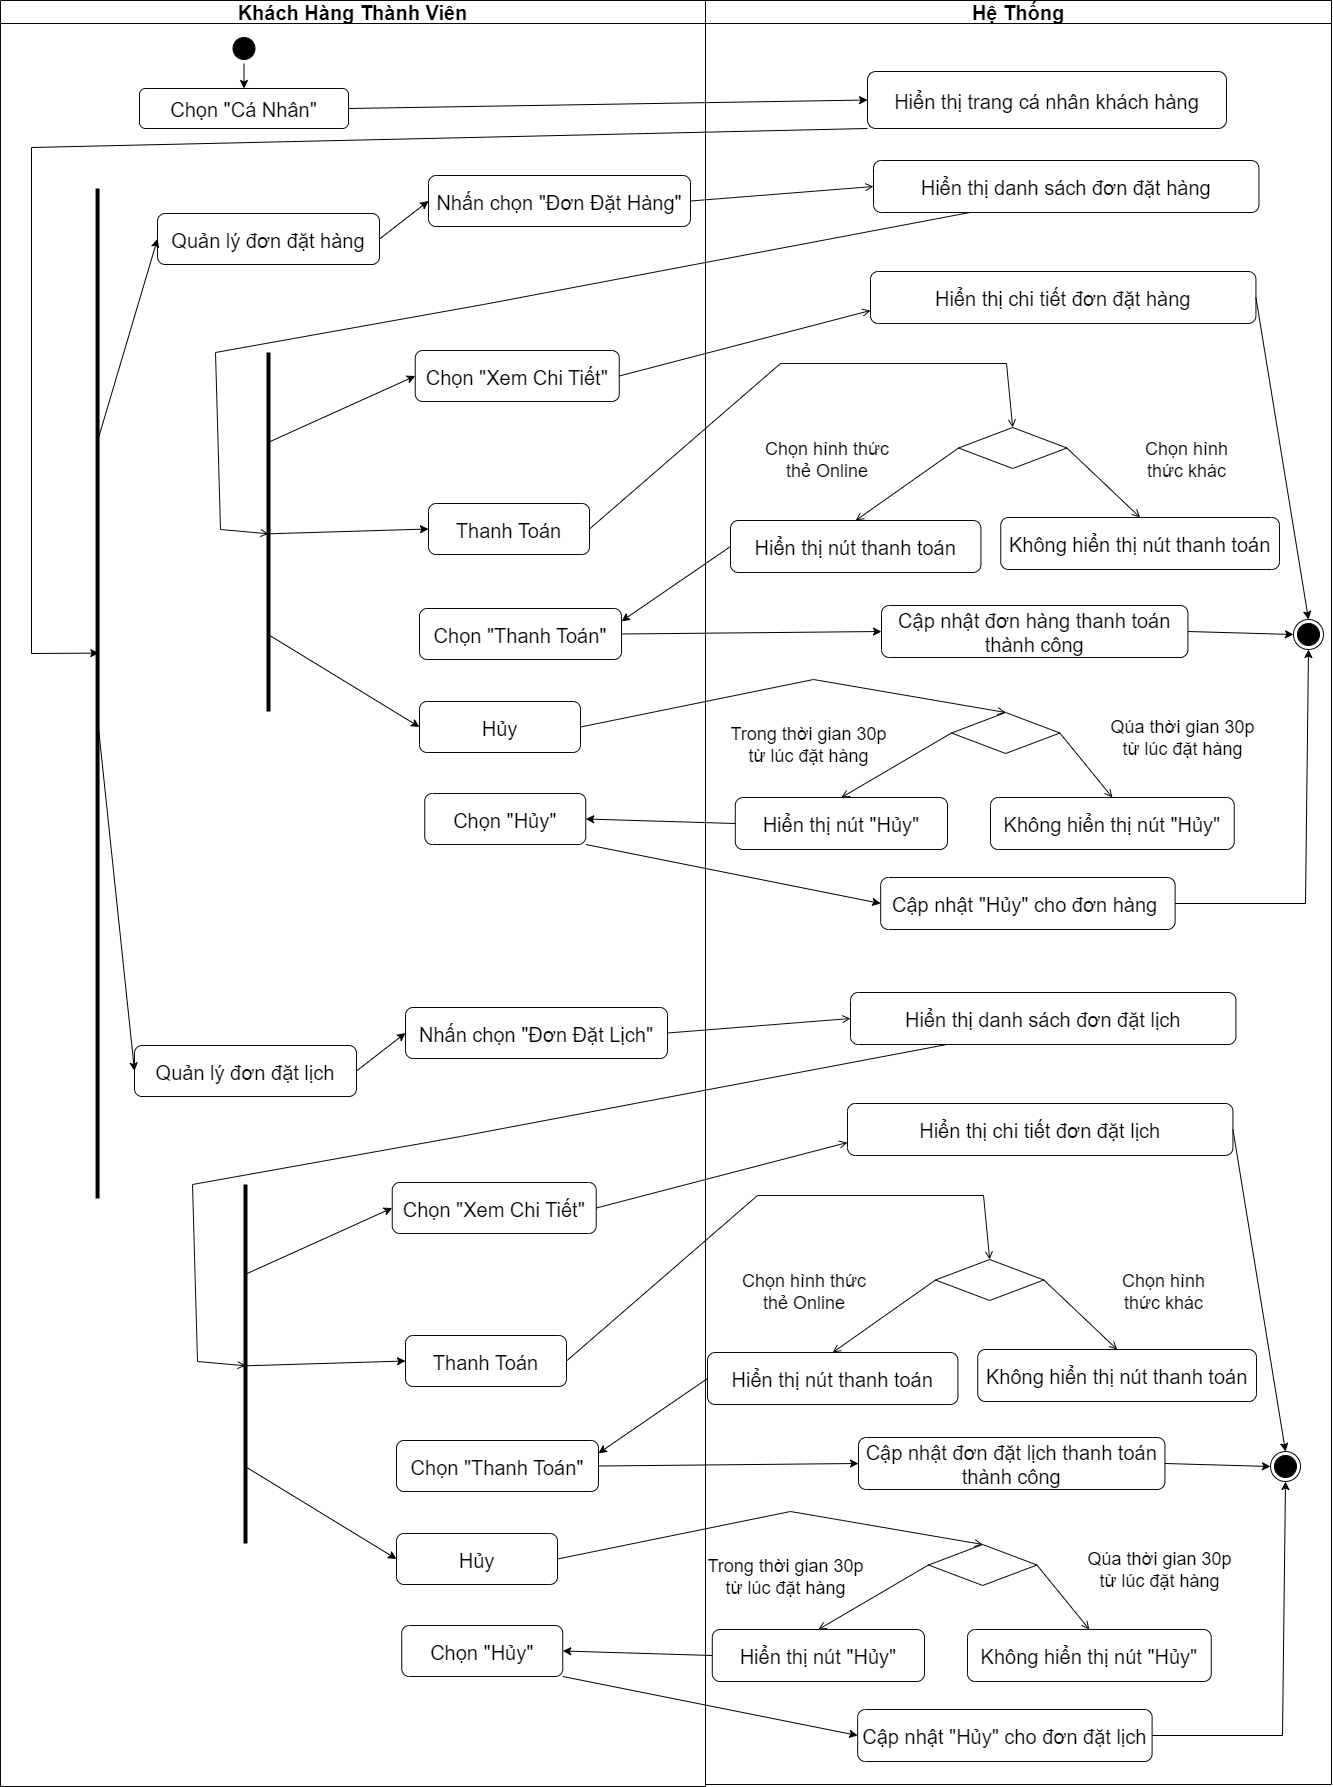 Khách Hàng Thành Viên
Hệ Thống
Chọn "Cá Nhân"
Hiển thị trang cá nhân khách hàng
Nhấn chọn "Đơn Đặt Hàng"
Hiển thị danh sách đơn đặt hàng
Quản lý đơn đặt hàng
Hiển thị chi tiết đơn đặt hàng
Chọn "Xem Chi Tiết"
Chọn hình thức
thẻ Online
Chọn hình
thức khác
Thanh Toán
Hiển thị nút thanh toán
Không hiển thị nút thanh toán
Chọn "Thanh Toán"
Cập nhật đơn hàng thanh toán
thành công
Hủy
Trong thời gian 30p
từ lúc đặt hàng
Qúa thời gian 30p
từ lúc đặt hàng
Chọn "Hủy"
Hiển thị nút "Hủy"
Không hiển thị nút "Hủy"
Cập nhật "Hủy" cho đơn hàng
Nhấn chọn "Đơn Đặt Lịch"
Hiển thị danh sách đơn đặt lịch
Quản lý đơn đặt lịch
Hiển thị chi tiết đơn đặt lịch
Chọn "Xem Chi Tiết"
Chọn hình thức
thẻ Online
Chọn hình
thức khác
Thanh Toán
Hiển thị nút thanh toán
Không hiển thị nút thanh toán
Chọn "Thanh Toán"
Cập nhật đơn đặt lịch thanh toán
thành công
Hủy
Trong thời gian 30p
từ lúc đặt hàng
Qúa thời gian 30p
từ lúc đặt hàng
Chọn "Hủy"
Hiển thị nút "Hủy"
Không hiển thị nút "Hủy"
Cập nhật "Hủy" cho đơn đặt lịch